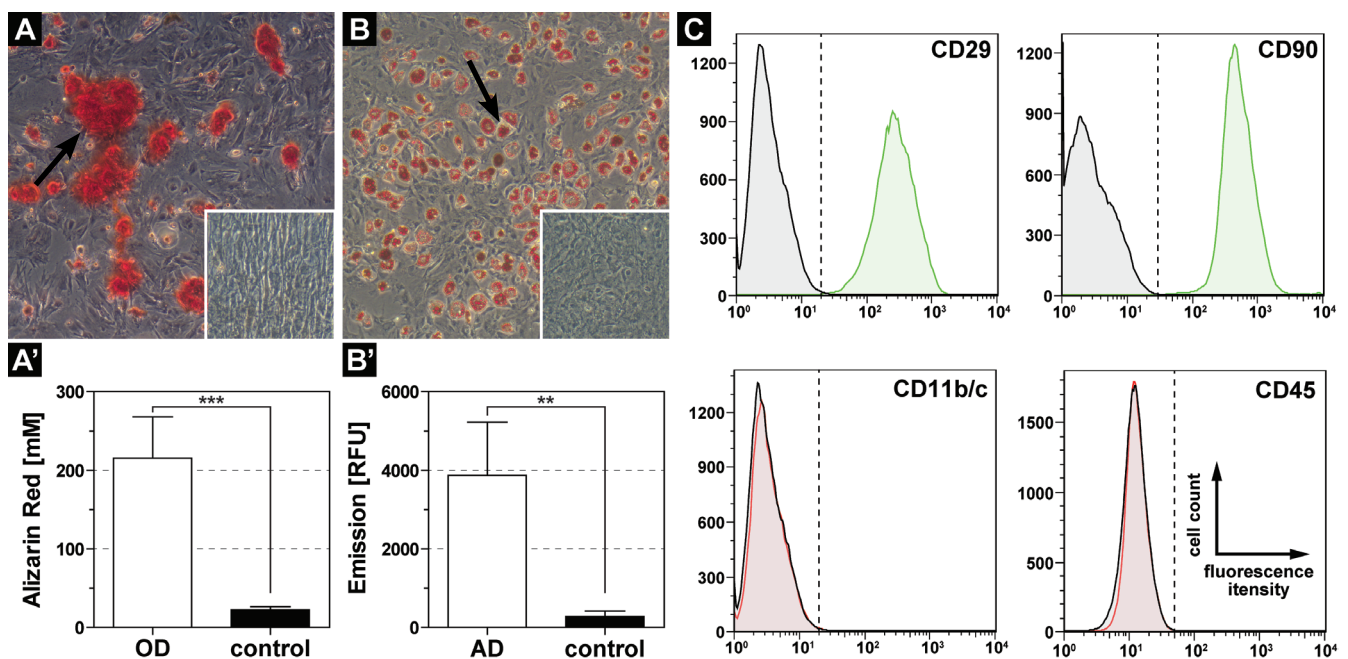 A
B
C
CD29
1200
900
600
300
0
10⁰ 10¹ 10² 10³ 10⁴
CD90
1200
900
600
300
0
10⁰ 10¹ 10² 10³ 10⁴
A'
Alizarin Red [mM]
300
200
100
0
***
OD control
B'
Emission [RFU]
6000
4000
2000
0
**
AD control
CD11b/c
1200
900
600
300
0
10⁰ 10¹ 10² 10³ 10⁴
CD45
1500
1000
500
0
10⁰ 10¹ 10² 10³ 10⁴
cell count
fluorescence
itensity